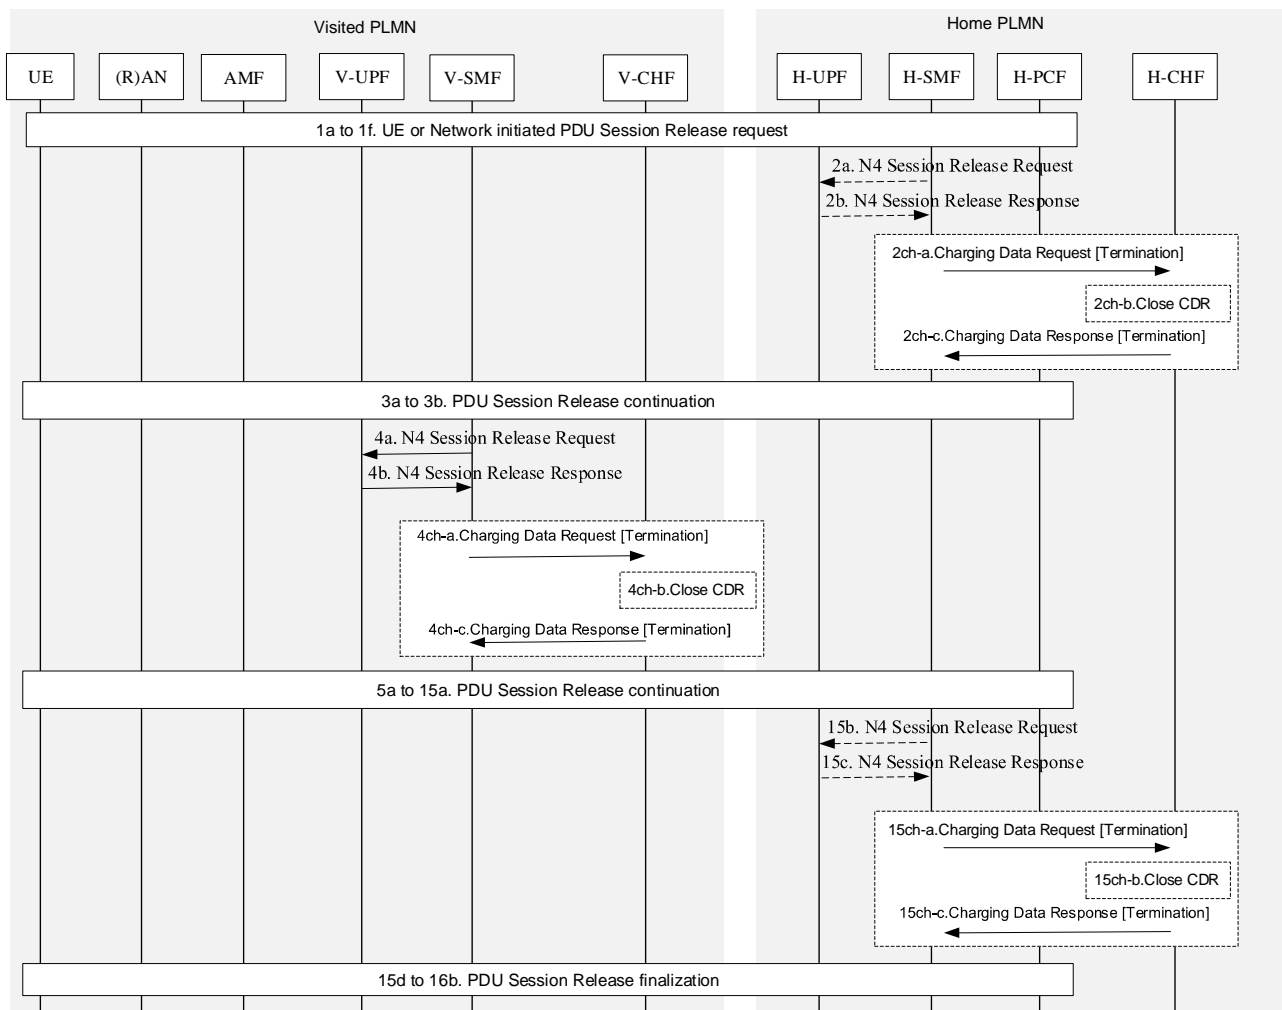 Visited PLMN
Home PLMN
UE
(R)AN
AMF
V-UPF
V-SMF
V-CHF
H-UPF
H-SMF
H-PCF
H-CHF
1a to 1f. UE or Network initiated PDU Session Release request
2a. N4 Session Release Request
2b. N4 Session Release Response
2ch-a.Charging Data Request [Termination]
2ch-b.Close CDR
2ch-c.Charging Data Response [Termination]
3a to 3b. PDU Session Release continuation
4a. N4 Session Release Request
4b. N4 Session Release Response
4ch-a.Charging Data Request [Termination]
4ch-b.Close CDR
4ch-c.Charging Data Response [Termination]
5a to 15a. PDU Session Release continuation
15b. N4 Session Release Request
15c. N4 Session Release Response
15ch-a.Charging Data Request [Termination]
15ch-b.Close CDR
15ch-c.Charging Data Response [Termination]
15d to 16b. PDU Session Release finalization